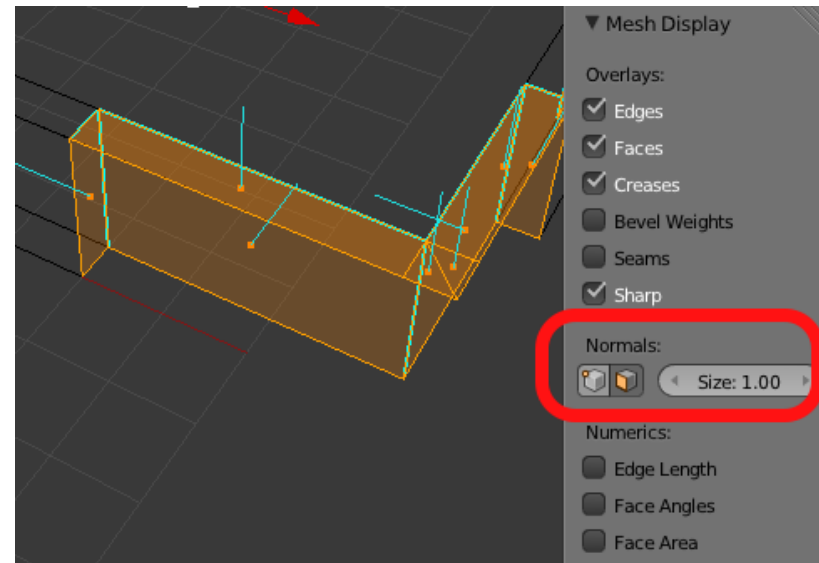 Mesh Display
Overlays:
Edges
Faces
Creases
Bevel Weights
Seams
Sharp
Normals:
Size: 1.00
Numerics:
Edge Length
Face Angles
Face Area